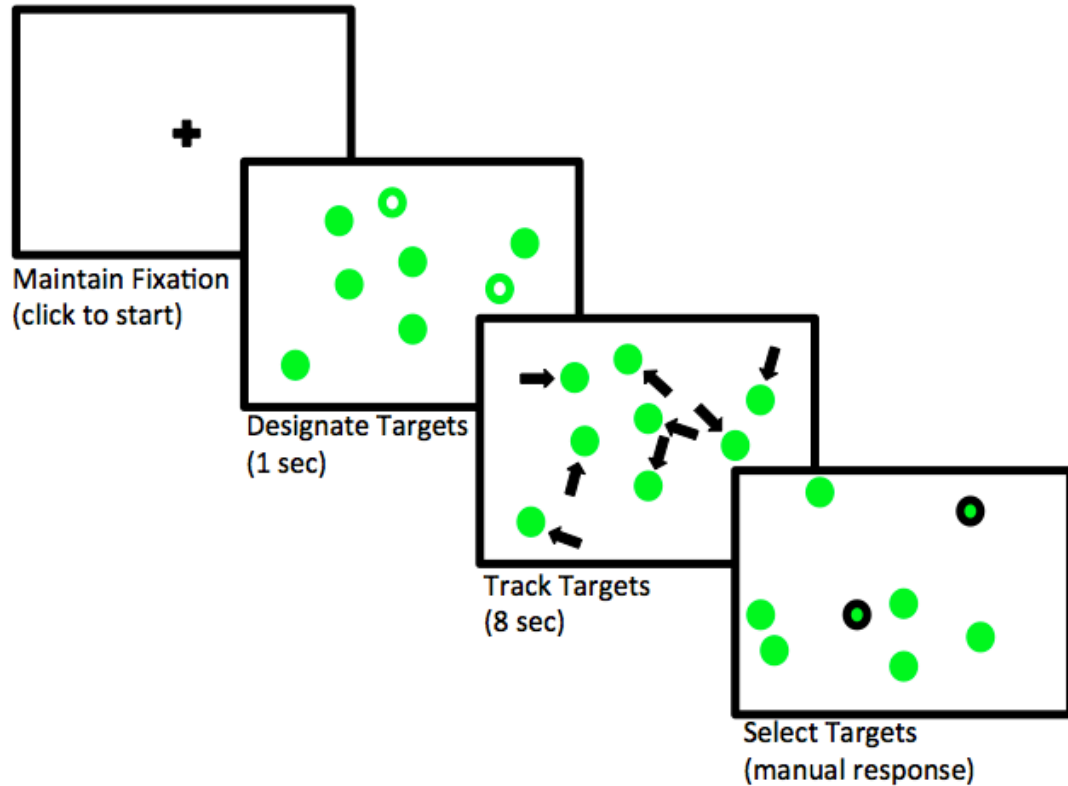 Maintain Fixation
(click to start)
Designate Targets
(1 sec)
Track Targets
(8 sec)
Select Targets
(manual response)